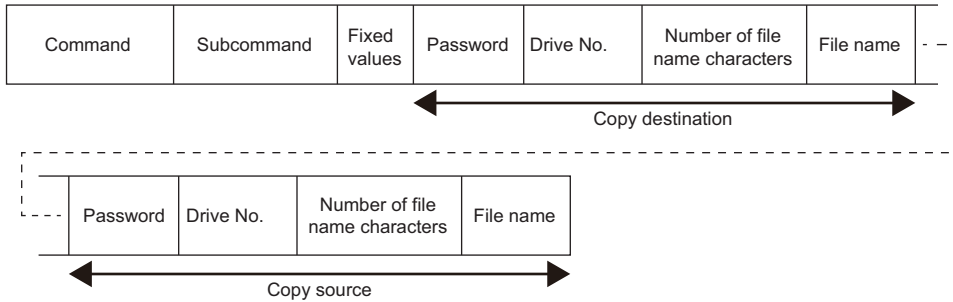 Command Subcommand Fixed values Password Drive No. Number of file name characters File name
Copy destination
Password Drive No. Number of file name characters File name
Copy source